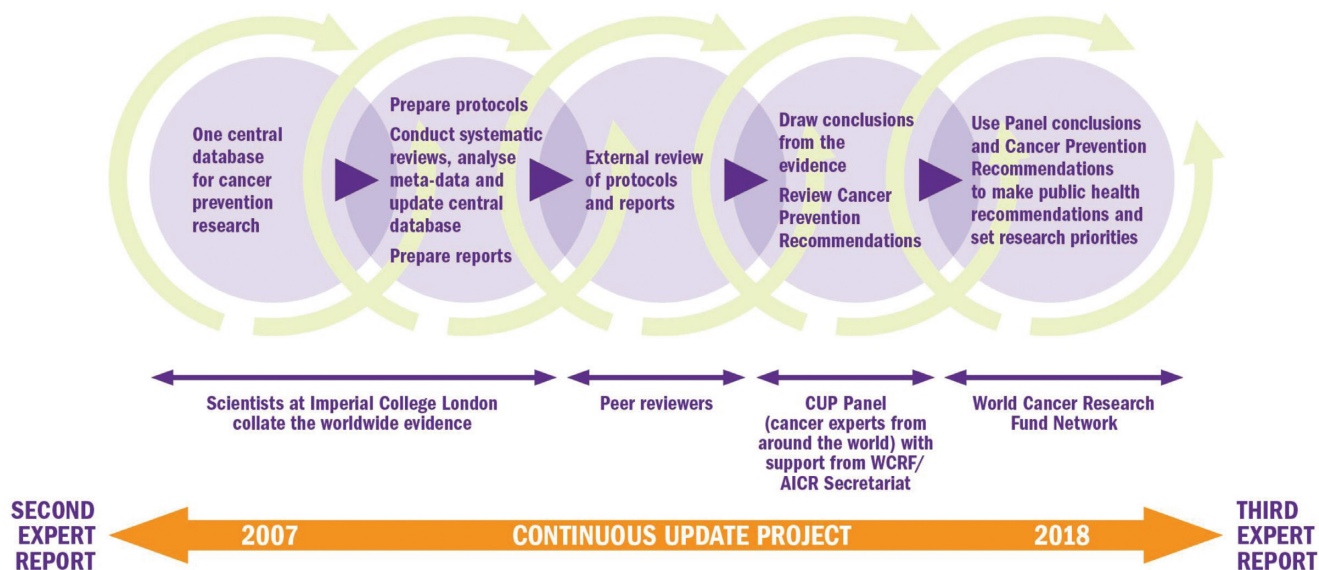 One central
database
for cancer
prevention
research
Prepare protocols
Conduct systematic
reviews, analyse
meta-data and
update central
database
Prepare reports
External review
of protocols
and reports
Draw conclusions
from the
evidence
Review Cancer
Prevention
Recommendations
Use Panel conclusions
and Cancer Prevention
Recommendations
to make public health
recommendations and
set research priorities
Scientists at Imperial College London
collate the worldwide evidence
Peer reviewers
CUP Panel
(cancer experts from
around the world) with
support from WCRF/
AICR Secretariat
World Cancer Research
Fund Network
SECOND
EXPERT
REPORT
2007
CONTINUOUS UPDATE PROJECT
2018
THIRD
EXPERT
REPORT